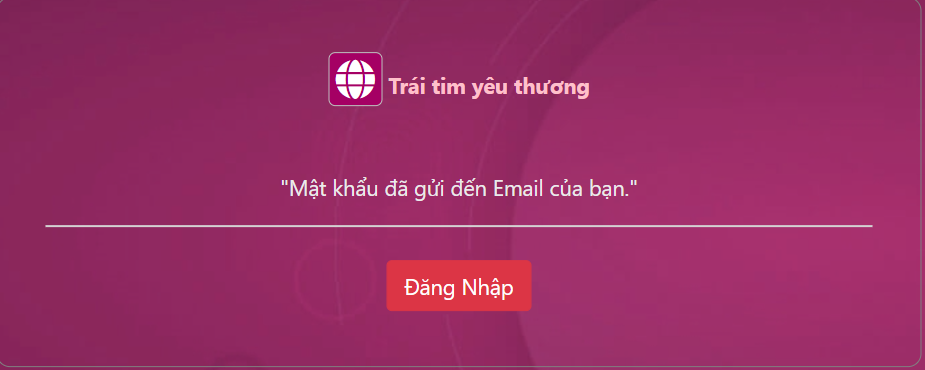 Trái tim yêu thương
"Mật khẩu đã gửi đến Email của bạn."
Đăng Nhập